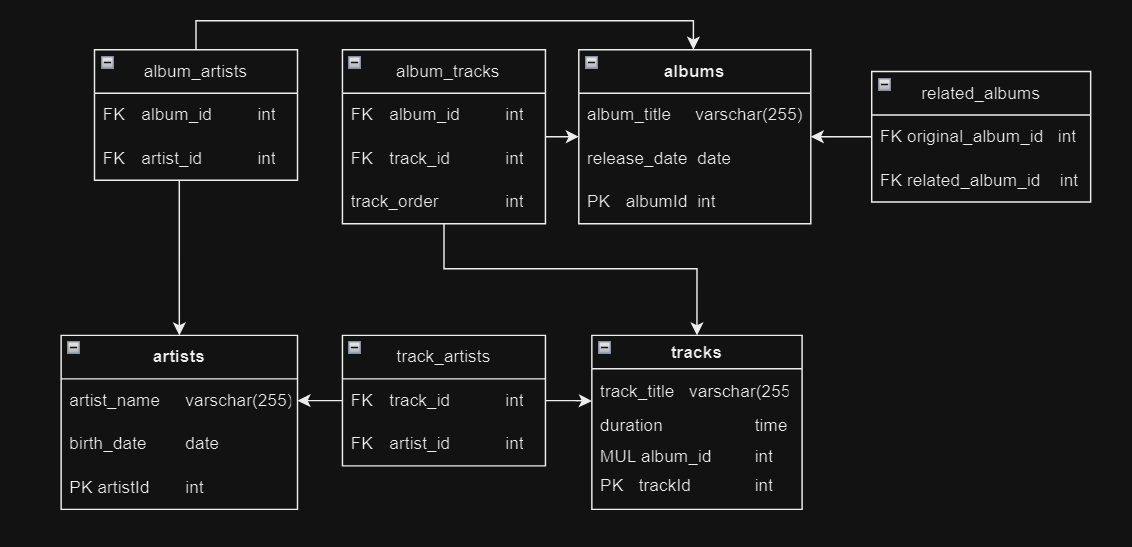 album_artists
FK album_id int
FK artist_id int
album_tracks
FK album_id int
FK track_id int
track_order int
albums
album_title varchar(255)
release_date date
PK albumId int
related_albums
FK original_album_id int
FK related_album_id int
artists
artist_name varchar(255)
birth_date date
PK artistId int
track_artists
FK track_id int
FK artist_id int
tracks
track_title varchar(255
duration time
MUL album_id int
PK trackId int